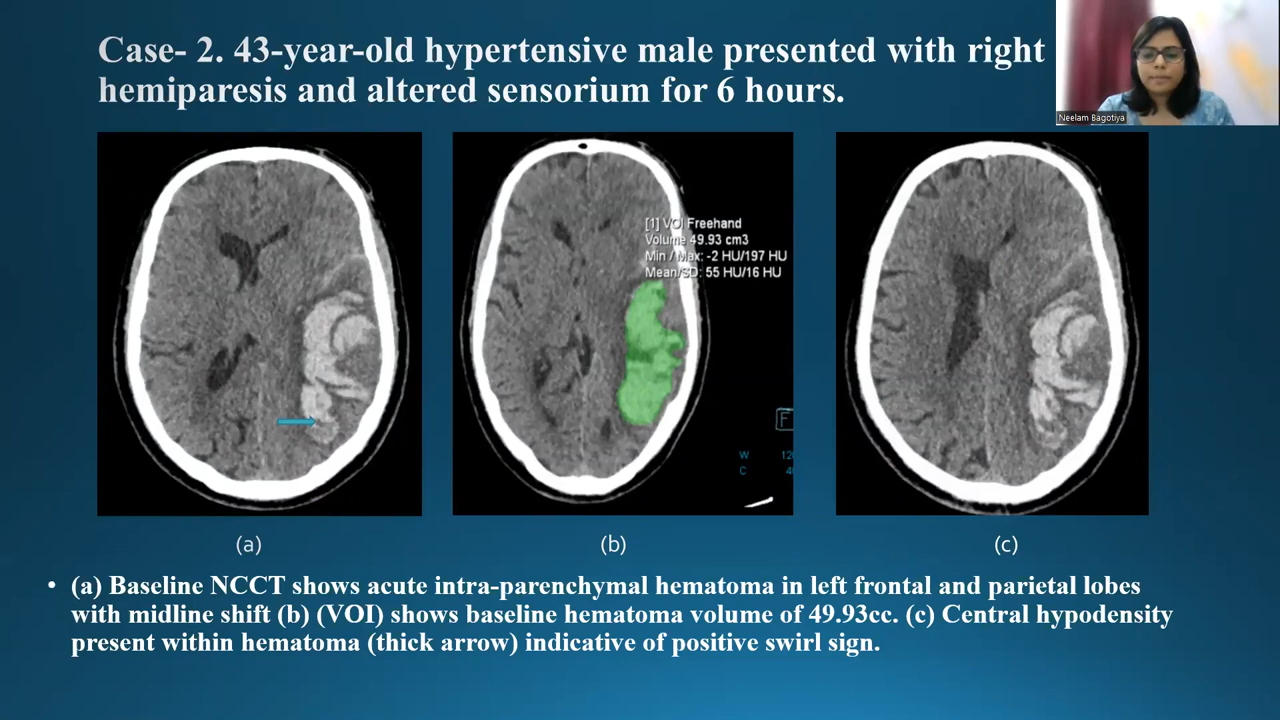 Case- 2. 43-year-old hypertensive male presented with right
hemiparesis and altered sensorium for 6 hours.
Neelam Bagotiya
[1] VOI Freehand
Volume 49.93 cm3
Min / Max: -2 HU/197 HU
Mean/SD: 55 HU/16 HU
F
W 120
C 40
(a)
(b)
(c)
• (a) Baseline NCCT shows acute intra-parenchymal hematoma in left frontal and parietal lobes
with midline shift (b) (VOI) shows baseline hematoma volume of 49.93cc. (c) Central hypodensity
present within hematoma (thick arrow) indicative of positive swirl sign.